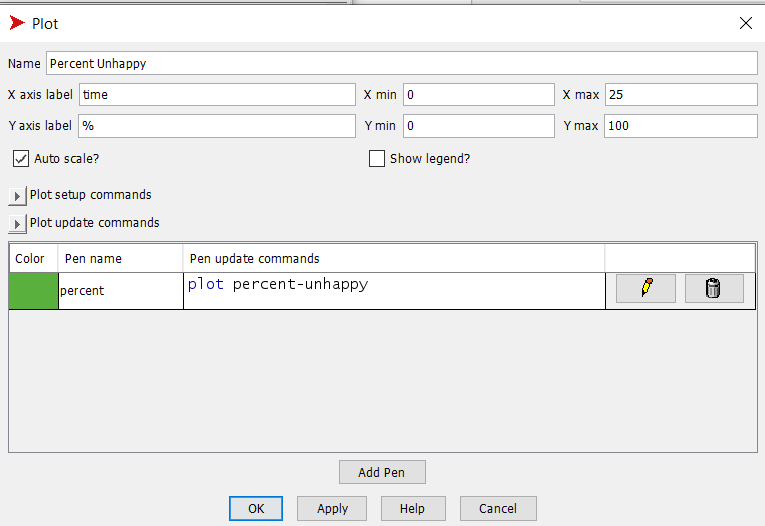 Plot
Name Percent Unhappy
X axis label time X min 0 X max 25
Y axis label % Y min 0 Y max 100
Auto scale? Show legend?
Plot setup commands
Plot update commands
Color Pen name Pen update commands
percent plot percent-unhappy
Add Pen
OK Apply Help Cancel